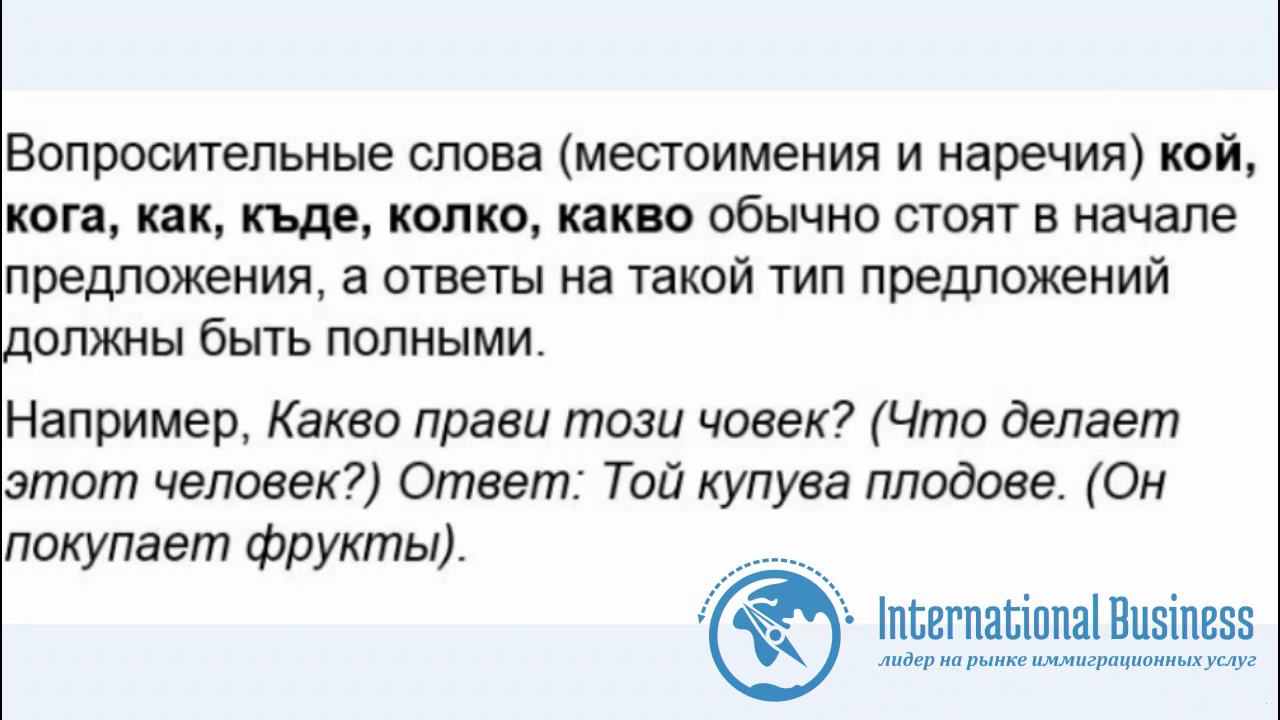 Вопросительные слова (местоимения и наречия) кой,
кога, как, къде, колко, какво обычно стоят в начале
предложения, а ответы на такой тип предложений
должны быть полными.
Например, Какво прави този човек? (Что делает
этот человек?) Ответ: Той купува плодове. (Он
покупает фрукты).
International Business
лидер на рынке иммиграционных услуг